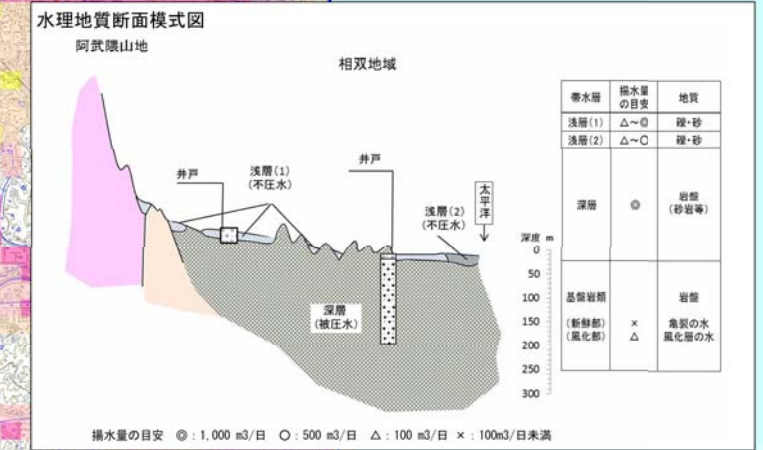 水理地質断面模式図
阿武隈山地
相双地域
井戸
浅層(1)
(不圧水)
井戸
浅層(2)
(不圧水)
太平洋
深層
(被圧水)
深度 m
0
50
100
150
200
250
300
帯水層 揚水量の目安 地質
浅層(1) △~◎ 礫・砂
浅層(2) △~○ 礫・砂
深層 ◎ 岩盤
(砂岩等)
基盤岩類 岩盤
(新鮮部) × 亀裂の水
(風化部) △ 風化層の水
揚水量の目安 ◎:1,000 m3/日 ○:500 m3/日 △:100 m3/日 ×:100m3/日未満